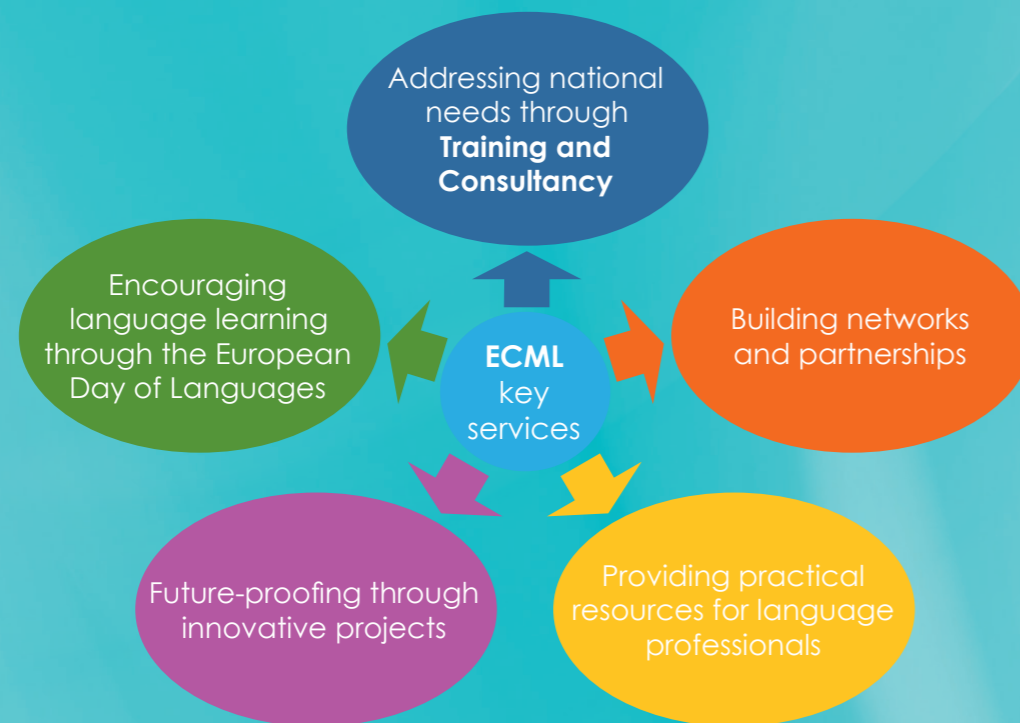 Addressing national
needs through
Training and
Consultancy
Encouraging
language learning
through the European
Day of Languages
ECML
key
services
Building networks
and partnerships
Future-proofing through
innovative projects
Providing practical
resources for language
professionals